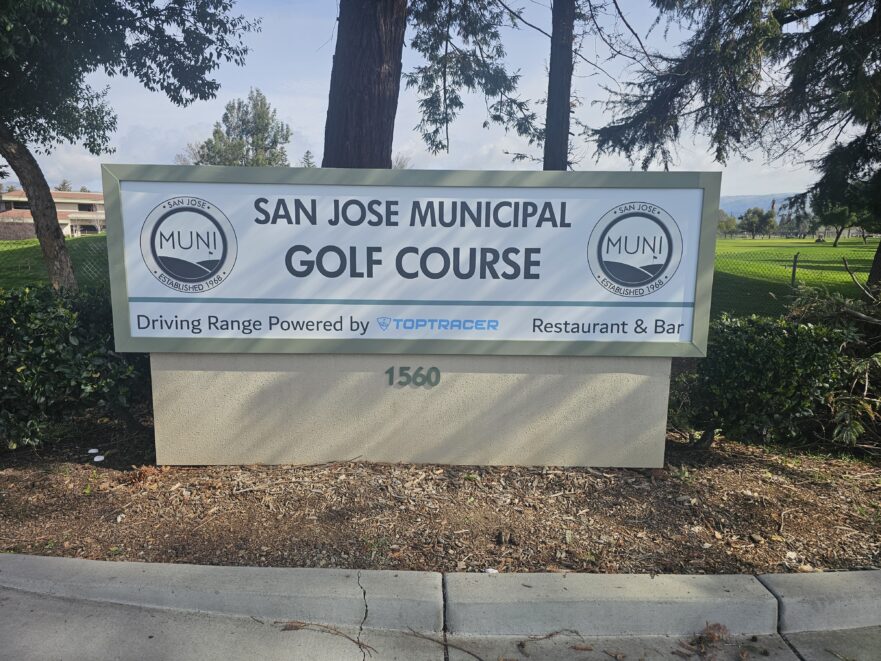 SAN JOSE MUNICIPAL
GOLF COURSE
SAN JOSE
MUNI
ESTABLISHED 1968
SAN JOSE
MUNI
ESTABLISHED 1968
Driving Range Powered by TOPTRACER Restaurant & Bar
1560